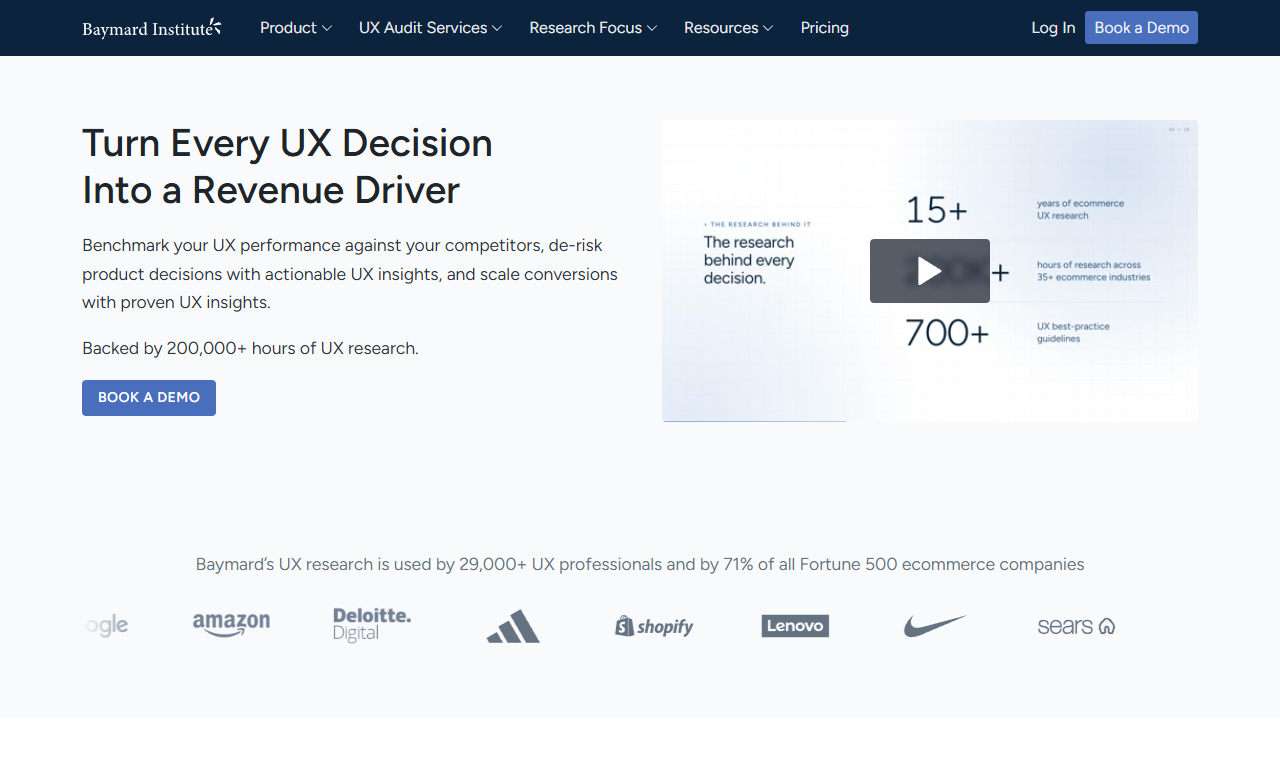 Baymard Institute
Product
UX Audit Services
Research Focus
Resources
Pricing
Log In
Book a Demo
Turn Every UX Decision
Into a Revenue Driver
Benchmark your UX performance against your competitors, de-risk
product decisions with actionable UX insights, and scale conversions
with proven UX insights.
Backed by 200,000+ hours of UX research.
BOOK A DEMO
THE RESEARCH BEHIND IT
The research
behind every
decision.
15+
years of ecommerce
UX research
+
hours of research across
35+ ecommerce industries
700+
UX best-practice
guidelines
Baymard’s UX research is used by 29,000+ UX professionals and by 71% of all Fortune 500 ecommerce companies
ogle
amazon
Deloitte.
Digital
shopify
Lenovo
sears